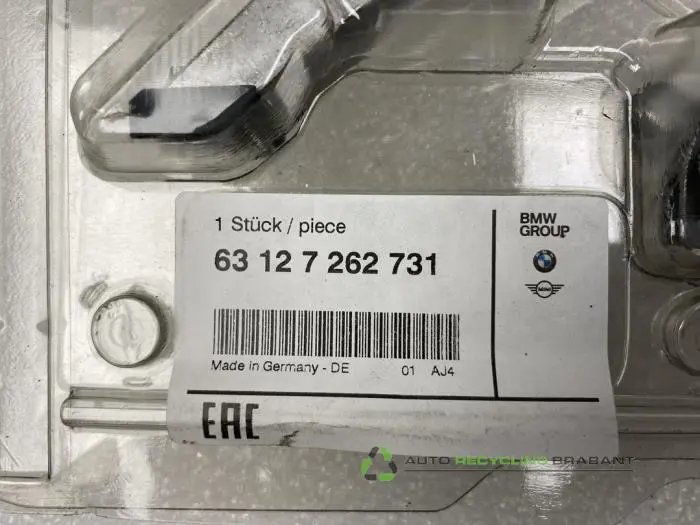 1 Stück / piece
63 12 7 262 731
Made in Germany - DE 01 AJ4
BMW
GROUP
MINI
EAC
AUTO RECYCLING BRABANT